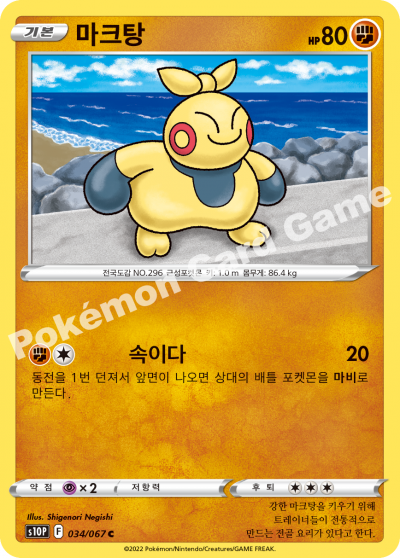 기본 마크탕 HP 80
전국도감 NO.296 근성포켓몬 키: 1.0 m 몸무게: 86.4 kg
Pokémon Card Game
속이다 20
동전을 1번 던져서 앞면이 나오면 상대의 배틀 포켓몬을 마비로
만든다.
약점 ×2 저항력 후퇴
Illus. Shigenori Negishi
s10P F 034/067 C
강한 마크탕을 키우기 위해
트레이너들이 전통적으로
만드는 전골 요리가 있다고 한다.
©2022 Pokémon/Nintendo/Creatures/GAME FREAK.